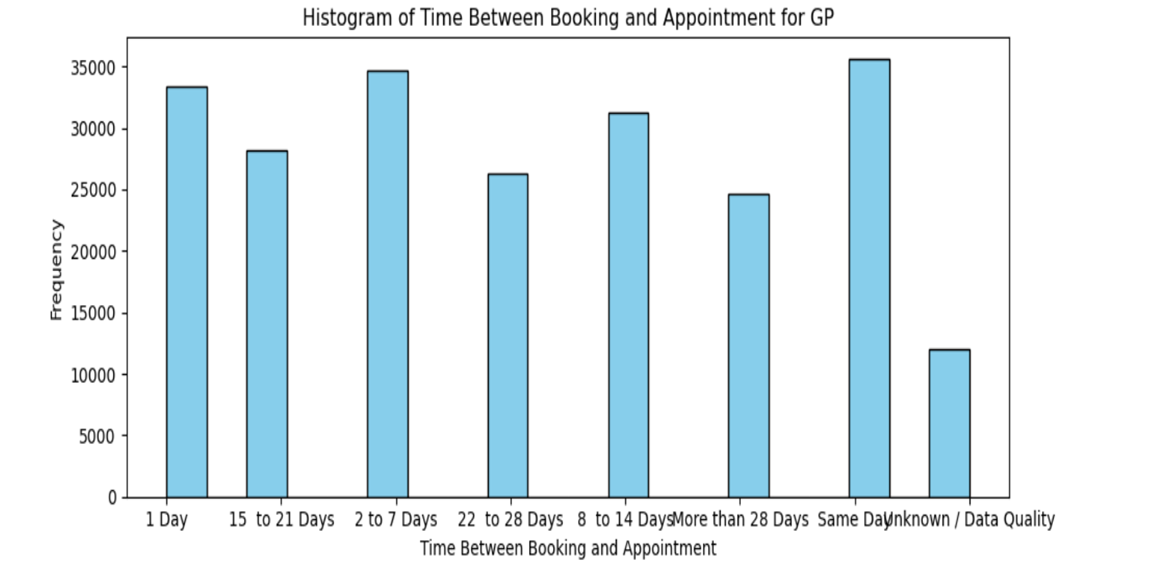 Histogram of Time Between Booking and Appointment for GP
35000
30000
25000
20000
15000
10000
5000
0
Frequency
1 Day
15 to 21 Days
2 to 7 Days
22 to 28 Days
8 to 14 Days
More than 28 Days
Same Day
Unknown / Data Quality
Time Between Booking and Appointment